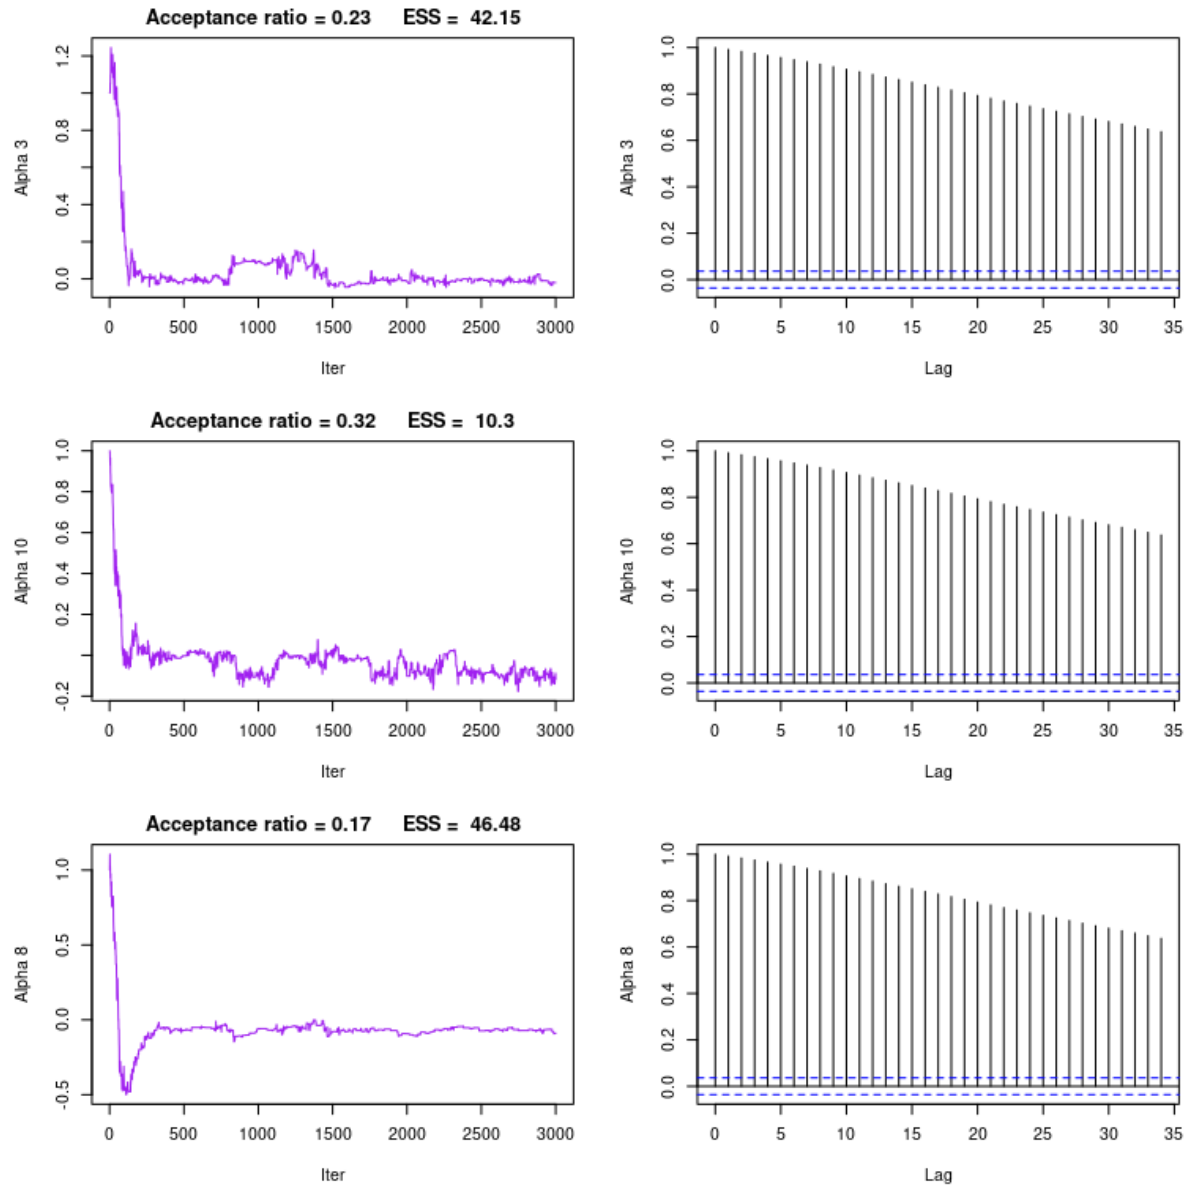 Acceptance ratio = 0.23 ESS = 42.15
Alpha 3
0.0 0.4 0.8 1.2
0 500 1000 1500 2000 2500 3000
Iter
Alpha 3
0.0 0.2 0.4 0.6 0.8 1.0
0 5 10 15 20 25 30 35
Lag
Acceptance ratio = 0.32 ESS = 10.3
Alpha 10
-0.2 0.2 0.4 0.6 0.8 1.0
0 500 1000 1500 2000 2500 3000
Iter
Alpha 10
0.0 0.2 0.4 0.6 0.8 1.0
0 5 10 15 20 25 30 35
Lag
Acceptance ratio = 0.17 ESS = 46.48
Alpha 8
-0.5 0.0 0.5 1.0
0 500 1000 1500 2000 2500 3000
Iter
Alpha 8
0.0 0.2 0.4 0.6 0.8 1.0
0 5 10 15 20 25 30 35
Lag